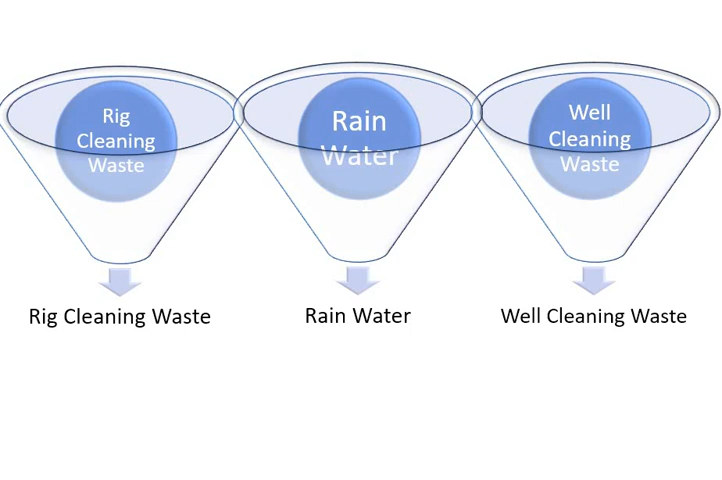 Rig
Cleaning
Waste
Rain
Water
Well
Cleaning
Waste
Rig Cleaning Waste
Rain Water
Well Cleaning Waste